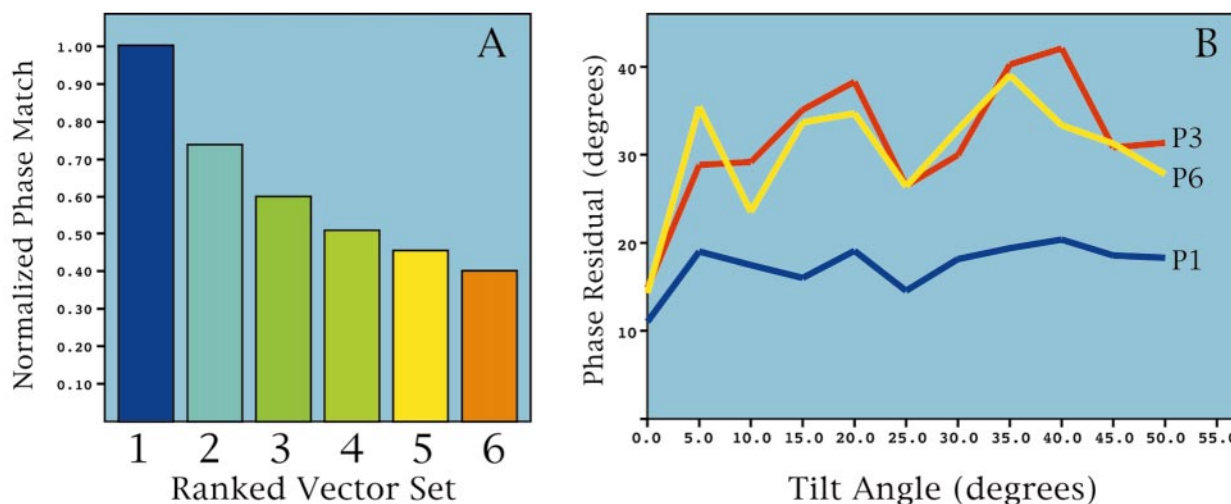 A
Normalized Phase Match
1.00
0.90
0.80
0.70
0.60
0.50
0.40
0.30
0.20
0.10
1 2 3 4 5 6
Ranked Vector Set
B
Phase Residual (degrees)
40
30
20
10
P3
P6
P1
0.0 5.0 10.0 15.0 20.0 25.0 30.0 35.0 40.0 45.0 50.0 55.0
Tilt Angle (degrees)